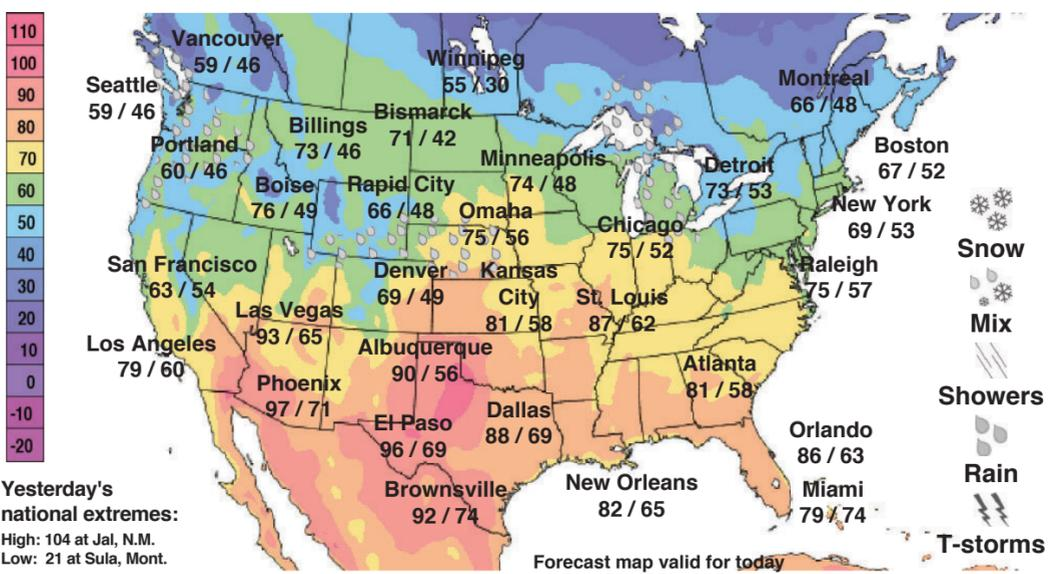 110
100
90
80
70
60
50
40
30
20
10
0
-10
-20
Vancouver
59 / 46
Winnipeg
55 / 30
Montreal
66 / 48
Seattle
59 / 46
Bismarck
71 / 42
Billings
73 / 46
Portland
60 / 46
Minneapolis
74 / 48
Detroit
73 / 53
Boston
67 / 52
Boise
76 / 49
Rapid City
66 / 48
Omaha
75 / 56
Chicago
75 / 52
New York
69 / 53
San Francisco
63 / 54
Denver
69 / 49
Kansas
City
81 / 58
St. Louis
87 / 62
Raleigh
75 / 57
Las Vegas
93 / 65
Los Angeles
79 / 60
Albuquerque
90 / 56
Atlanta
81 / 58
Phoenix
97 / 71
El Paso
96 / 69
Dallas
88 / 69
Orlando
86 / 63
Brownsville
92 / 74
New Orleans
82 / 65
Miami
79 / 74
Snow
Mix
Showers
Rain
T-storms
Yesterday's
national extremes:
High: 104 at Jal, N.M.
Low: 21 at Sula, Mont.
Forecast map valid for today